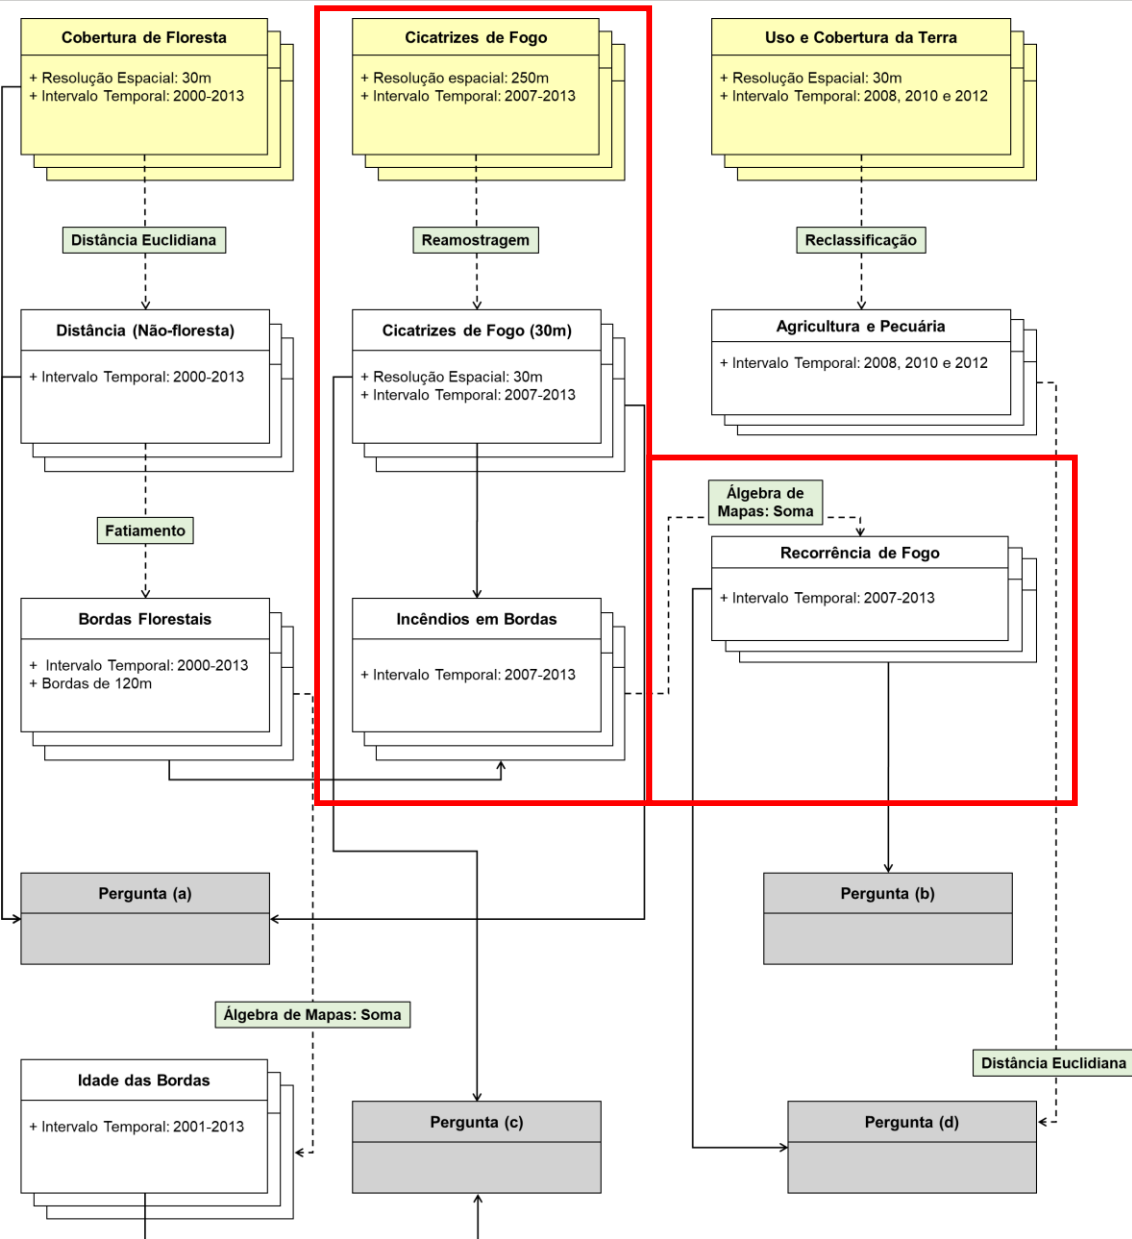 Cobertura de Floresta
+ Resolução Espacial: 30m
+ Intervalo Temporal: 2000-2013
Cicatrizes de Fogo
+ Resolução espacial: 250m
+ Intervalo Temporal: 2007-2013
Uso e Cobertura da Terra
+ Resolução Espacial: 30m
+ Intervalo Temporal: 2008, 2010 e 2012
Distância Euclidiana
Reamostragem
Reclassificação
Distância (Não-floresta)
+ Intervalo Temporal: 2000-2013
Cicatrizes de Fogo (30m)
+ Resolução Espacial: 30m
+ Intervalo Temporal: 2007-2013
Agricultura e Pecuária
+ Intervalo Temporal: 2008, 2010 e 2012
Fatiamento
Álgebra de
Mapas: Soma
Recorrência de Fogo
+ Intervalo Temporal: 2007-2013
Bordas Florestais
+ Intervalo Temporal: 2000-2013
+ Bordas de 120m
Incêndios em Bordas
+ Intervalo Temporal: 2007-2013
Pergunta (a)
Pergunta (b)
Álgebra de Mapas: Soma
Distância Euclidiana
Idade das Bordas
+ Intervalo Temporal: 2001-2013
Pergunta (c)
Pergunta (d)